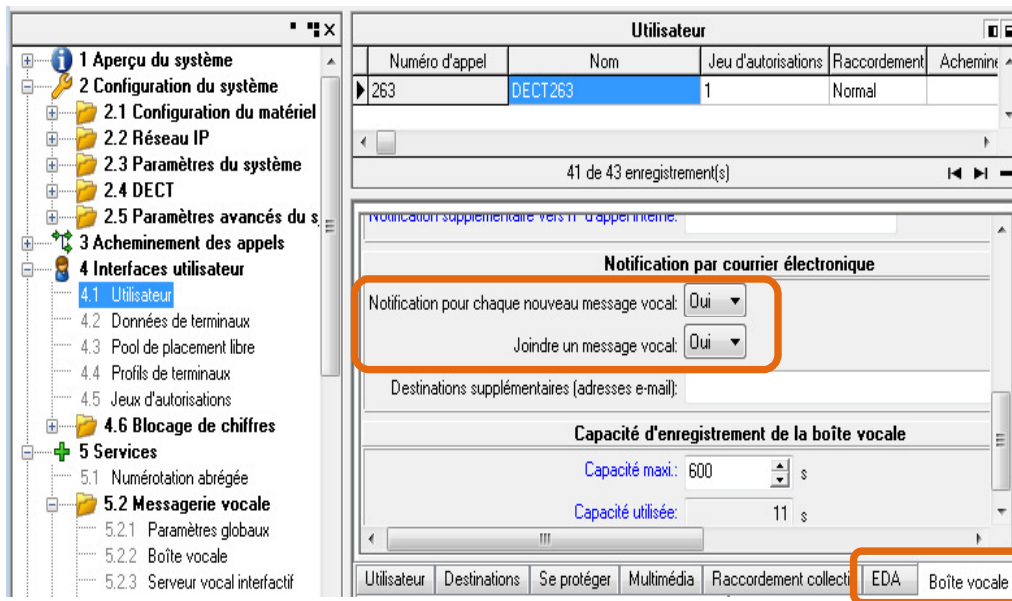 1 Aperçu du système
2 Configuration du système
2.1 Configuration du matériel
2.2 Réseau IP
2.3 Paramètres du système
2.4 DECT
2.5 Paramètres avancés du s
3 Acheminement des appels
4 Interfaces utilisateur
4.1 Utilisateur
4.2 Données de terminaux
4.3 Pool de placement libre
4.4 Profils de terminaux
4.5 Jeux d'autorisations
4.6 Blocage de chiffres
5 Services
5.1 Numérotation abrégée
5.2 Messagerie vocale
5.2.1 Paramètres globaux
5.2.2 Boîte vocale
5.2.3 Serveur vocal interfactif
Utilisateur
Numéro d'appel Nom Jeu d'autorisations Raccordement Achemine
263 DECT263 1 Normal
41 de 43 enregistrement(s)
Notification supplémentaire vers n° d'appel interne:
Notification par courrier électronique
Notification pour chaque nouveau message vocal: Oui
Joindre un message vocal: Oui
Destinations supplémentaires (adresses e-mail):
Capacité d'enregistrement de la boîte vocale
Capacité maxi.: 600 s
Capacité utilisée: 11 s
Utilisateur Destinations Se protéger Multimédia Raccordement collecti EDA Boîte vocale